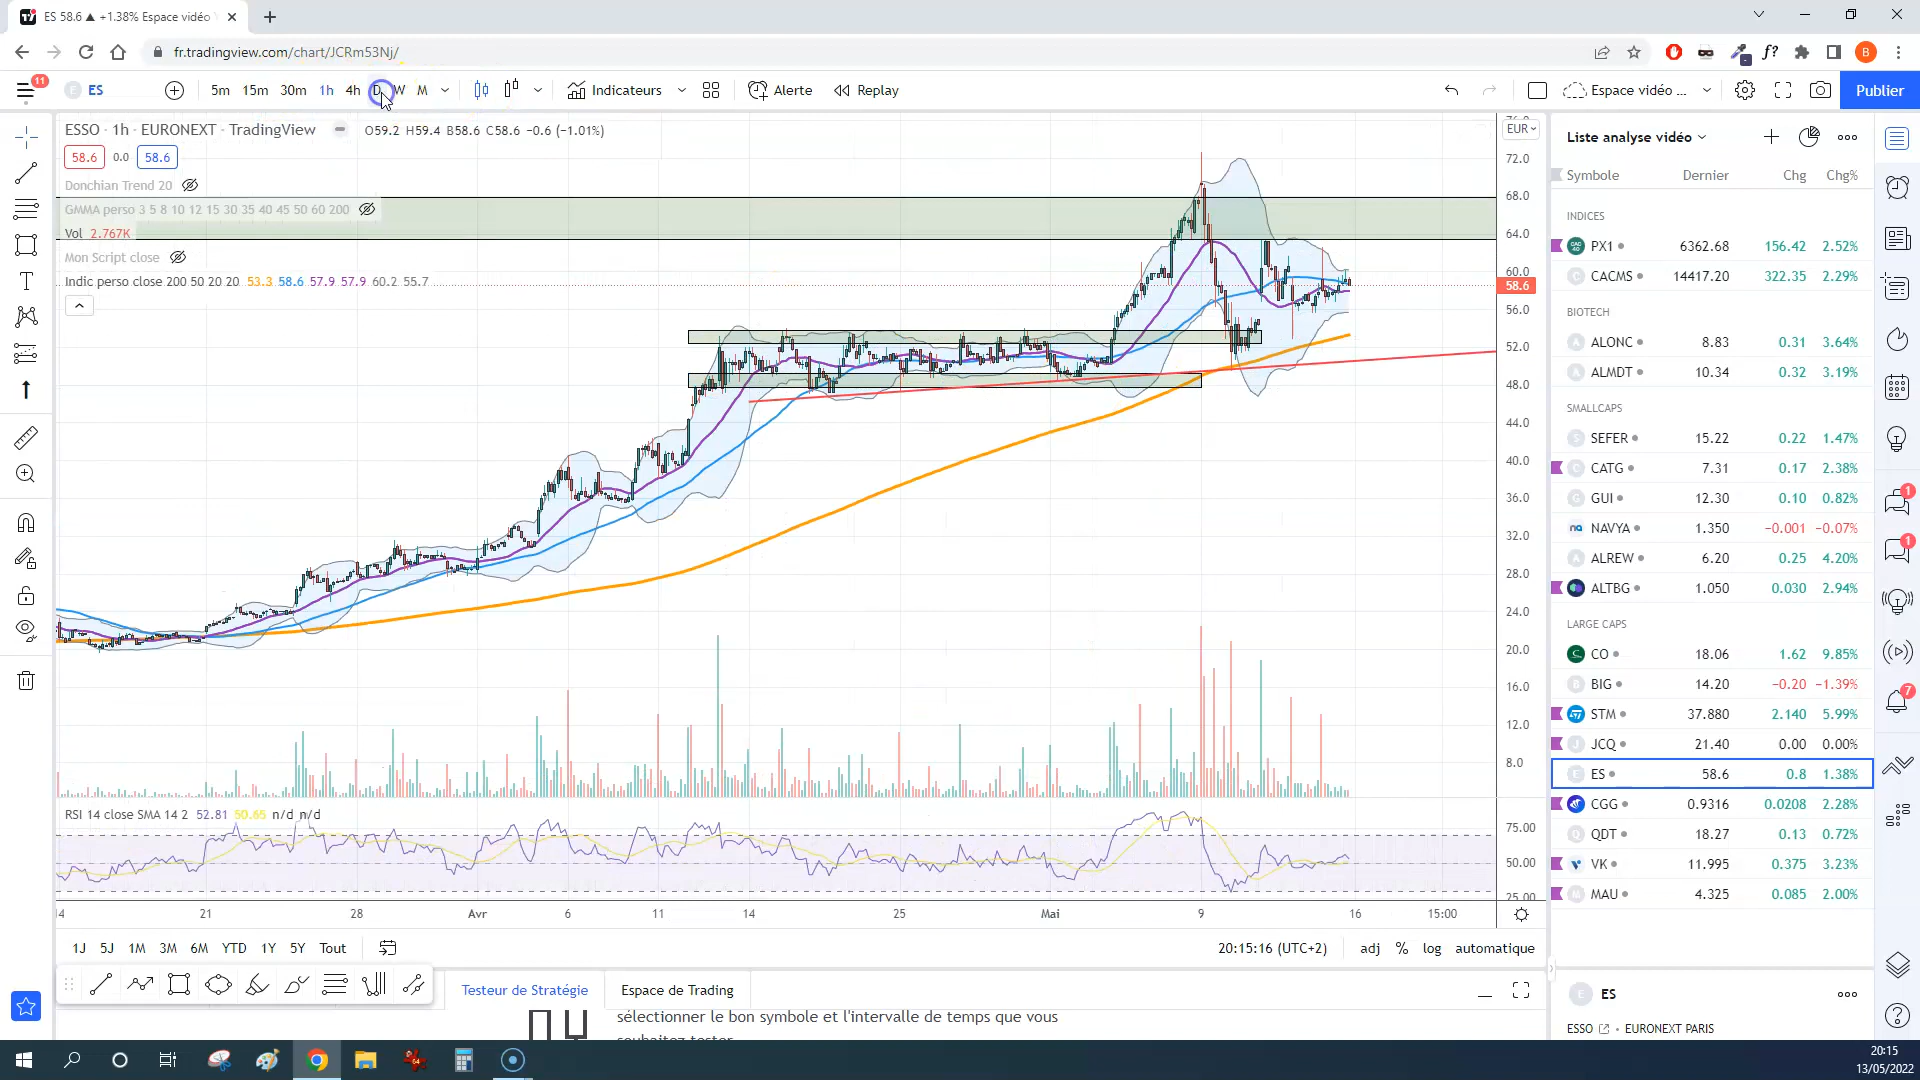 ES 58.6 ▲ +1.38% Espace vidéo
fr.tradingview.com/chart/JCRm53Nj/
11
ES
5m 15m 30m 1h 4h D W M
Indicateurs
Alerte
Replay
Espace vidéo ...
Publier
ESSO · 1h · EURONEXT · TradingView
O59.2 H59.4 B58.6 C58.6 −0.6 (−1.01%)
58.6 0.0 58.6
Donchian Trend 20
GMMA perso 3 5 8 10 12 15 30 35 40 45 50 60 200
Vol 2.767K
Mon Script close
Indic perso close 200 50 20 20 53.3 58.6 57.9 57.9 60.2 55.7
EUR
72.0
68.0
64.0
60.0
58.6
56.0
52.0
48.0
44.0
40.0
36.0
32.0
28.0
24.0
20.0
16.0
12.0
8.0
RSI 14 close SMA 14 2 52.81 50.65 n/d n/d
75.00
50.00
25.00
14 21 28 Avr 6 11 14 25 Mai 9 16 15:00
1J 5J 1M 3M 6M YTD 1Y 5Y Tout
20:15:16 (UTC+2)
adj % log automatique
Testeur de Stratégie
Espace de Trading
sélectionner le bon symbole et l'intervalle de temps que vous
souhaitez tester
Liste analyse vidéo
Symbole Dernier Chg Chg%
INDICES
PX1 6362.68 156.42 2.52%
CACMS 14417.20 322.35 2.29%
BIOTECH
ALONC 8.83 0.31 3.64%
ALMDT 10.34 0.32 3.19%
SMALLCAPS
SEFER 15.22 0.22 1.47%
CATG 7.31 0.17 2.38%
GUI 12.30 0.10 0.82%
NAVYA 1.350 −0.001 −0.07%
ALREW 6.20 0.25 4.20%
ALTBG 1.050 0.030 2.94%
LARGE CAPS
CO 18.06 1.62 9.85%
BIG 14.20 −0.20 −1.39%
STM 37.880 2.140 5.99%
JCQ 21.40 0.00 0.00%
ES 58.6 0.8 1.38%
CGG 0.9316 0.0208 2.28%
QDT 18.27 0.13 0.72%
VK 11.995 0.375 3.23%
MAU 4.325 0.085 2.00%
ES
ESSO EURONEXT PARIS
1
1
7
20:15
13/05/2022